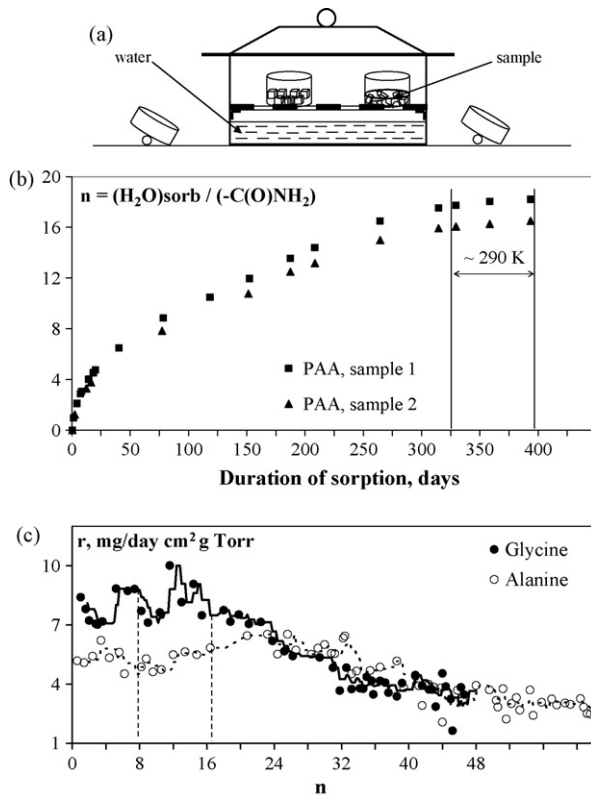 (a)
water
sample
(b)
n = (H₂O)sorb / (-C(O)NH₂)
20
16
12
8
4
0
~ 290 K
PAA, sample 1
PAA, sample 2
0 50 100 150 200 250 300 350 400
Duration of sorption, days
(c)
r, mg/day cm² g Torr
10
7
4
1
Glycine
Alanine
0 8 16 24 32 40 48
n